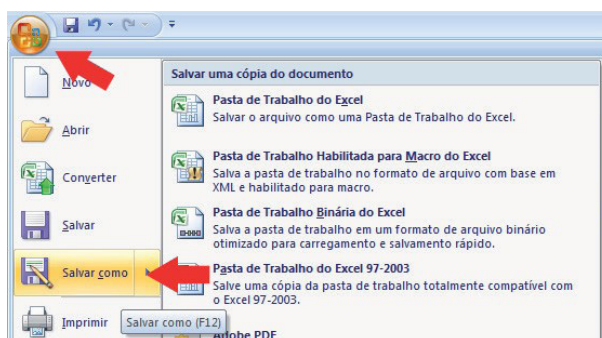 Novo
Abrir
Converter
Salvar
Salvar como
Imprimir
Salvar como (F12)
Salvar uma cópia do documento
Pasta de Trabalho do Excel
Salvar o arquivo como uma Pasta de Trabalho do Excel.
Pasta de Trabalho Habilitada para Macro do Excel
Salva a pasta de trabalho no formato de arquivo com base em
XML e habilitado para macro.
Pasta de Trabalho Binária do Excel
Salva a pasta de trabalho em um formato de arquivo binário
otimizado para carregamento e salvamento rápido.
Pasta de Trabalho do Excel 97-2003
Salve uma cópia da pasta de trabalho totalmente compatível com
o Excel 97-2003.
Adobe PDF